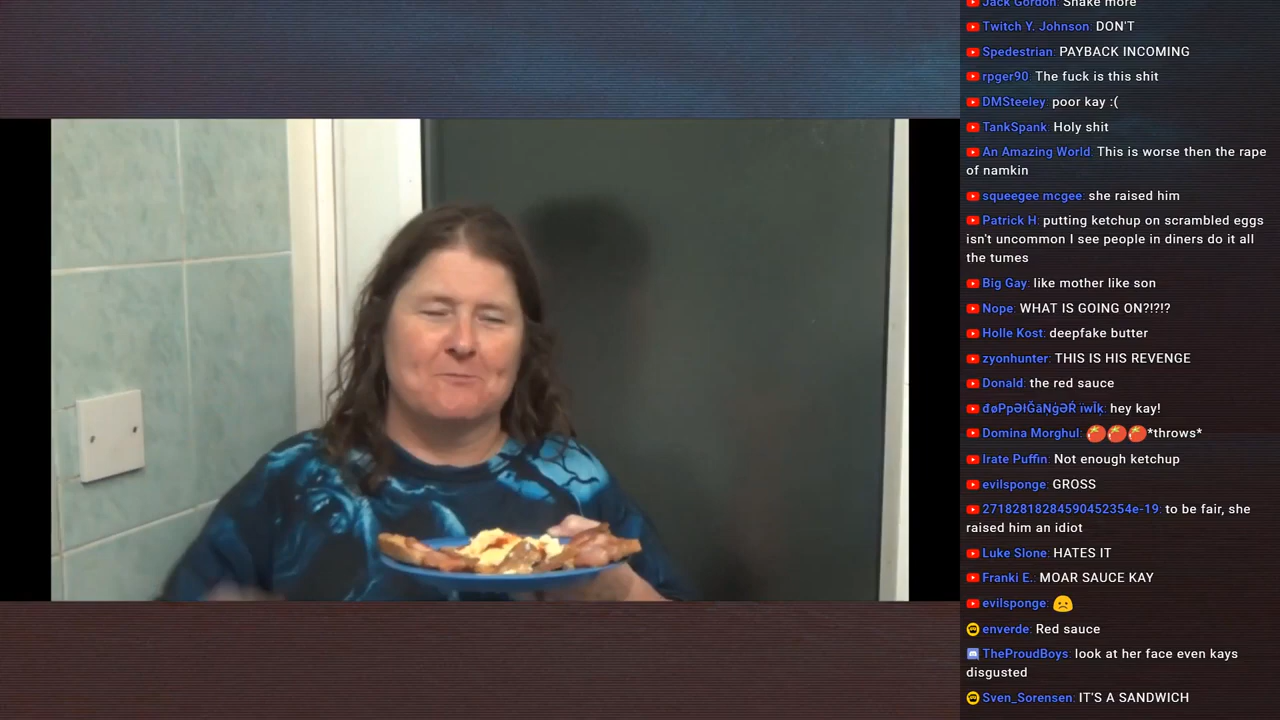 Jack Gordon: Shake more
Twitch Y. Johnson: DON'T
Spedestrian: PAYBACK INCOMING
rpger90: The fuck is this shit
DMSteeley: poor kay :(
TankSpank: Holy shit
An Amazing World: This is worse then the rape
of namkin
squeegee mcgee: she raised him
Patrick H: putting ketchup on scrambled eggs
isn't uncommon I see people in diners do it all
the tumes
Big Gay: like mother like son
Nope: WHAT IS GOING ON?!?!?
Holle Kost: deepfake butter
zyonhunter: THIS IS HIS REVENGE
Donald: the red sauce
hey kay!
Domina Morghul: 🍅🍅🍅*throws*
Irate Puffin: Not enough ketchup
evilsponge: GROSS
27182818284590452354e-19: to be fair, she
raised him an idiot
Luke Slone: HATES IT
Franki E.: MOAR SAUCE KAY
evilsponge: ☹️
enverde: Red sauce
TheProudBoys: look at her face even kays
disgusted
Sven_Sorensen: IT'S A SANDWICH